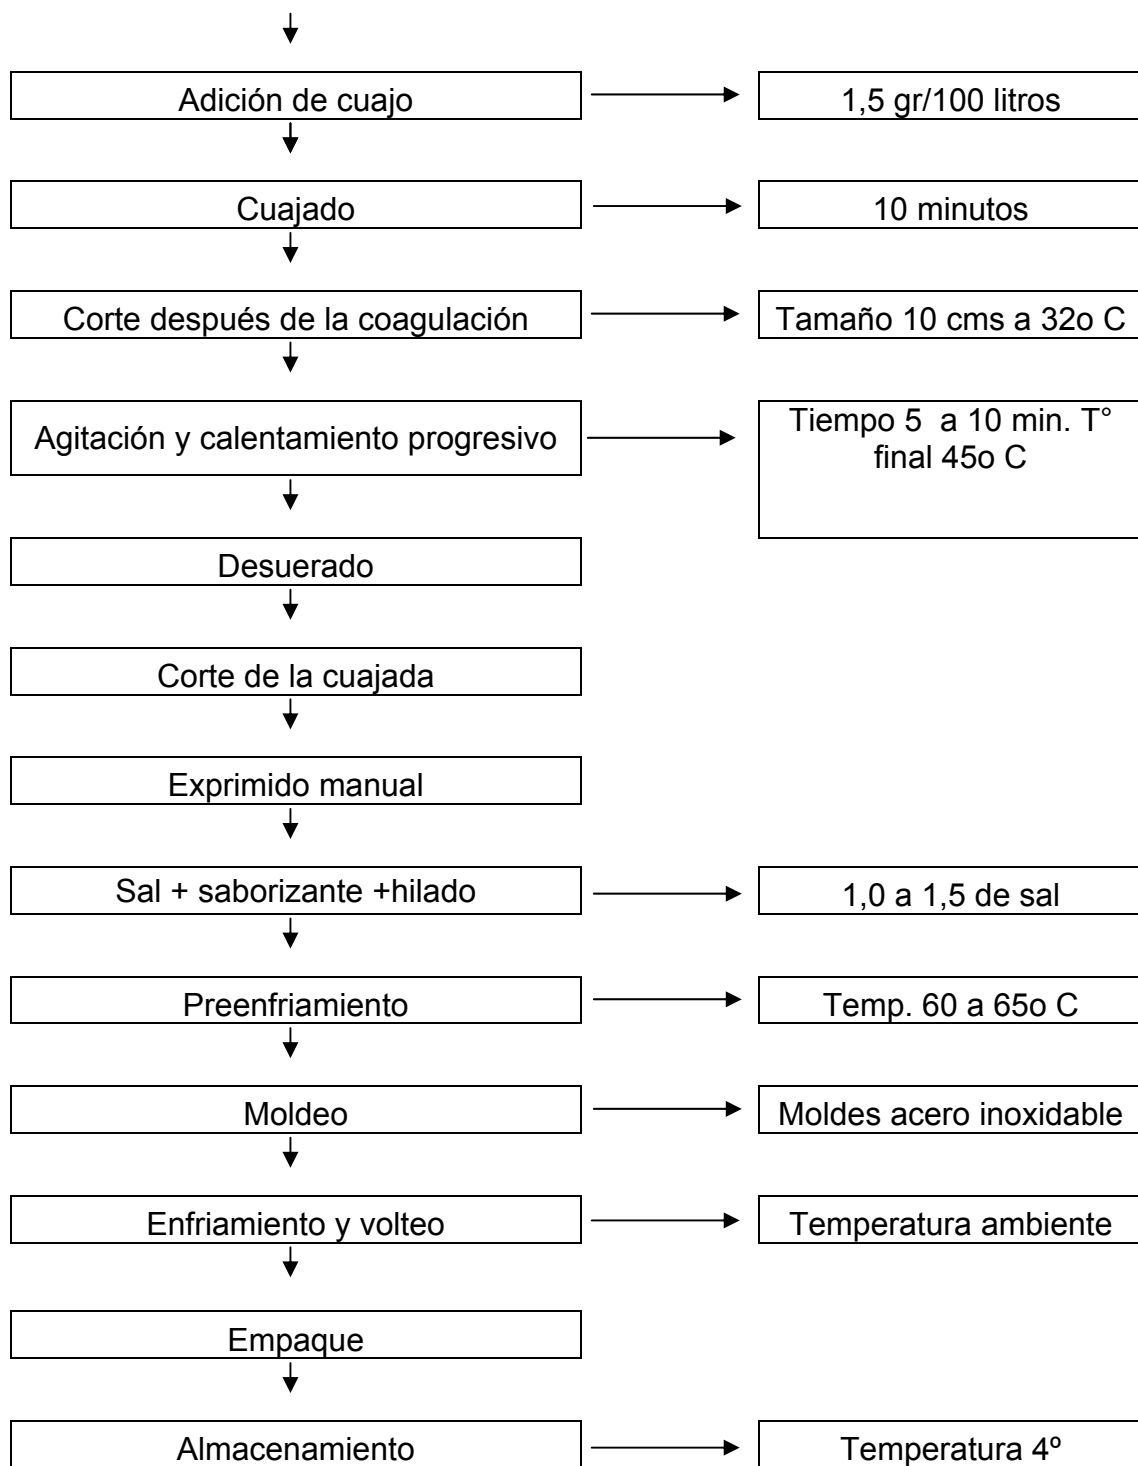 Adición de cuajo
1,5 gr/100 litros
Cuajado
10 minutos
Corte después de la coagulación
Tamaño 10 cms a 32o C
Agitación y calentamiento progresivo
Tiempo 5  a 10 min. T°
final 45o C
Desuerado
Corte de la cuajada
Exprimido manual
Sal + saborizante +hilado
1,0 a 1,5 de sal
Preenfriamiento
Temp. 60 a 65o C
Moldeo
Moldes acero inoxidable
Enfriamiento y volteo
Temperatura ambiente
Empaque
Almacenamiento
Temperatura 4º